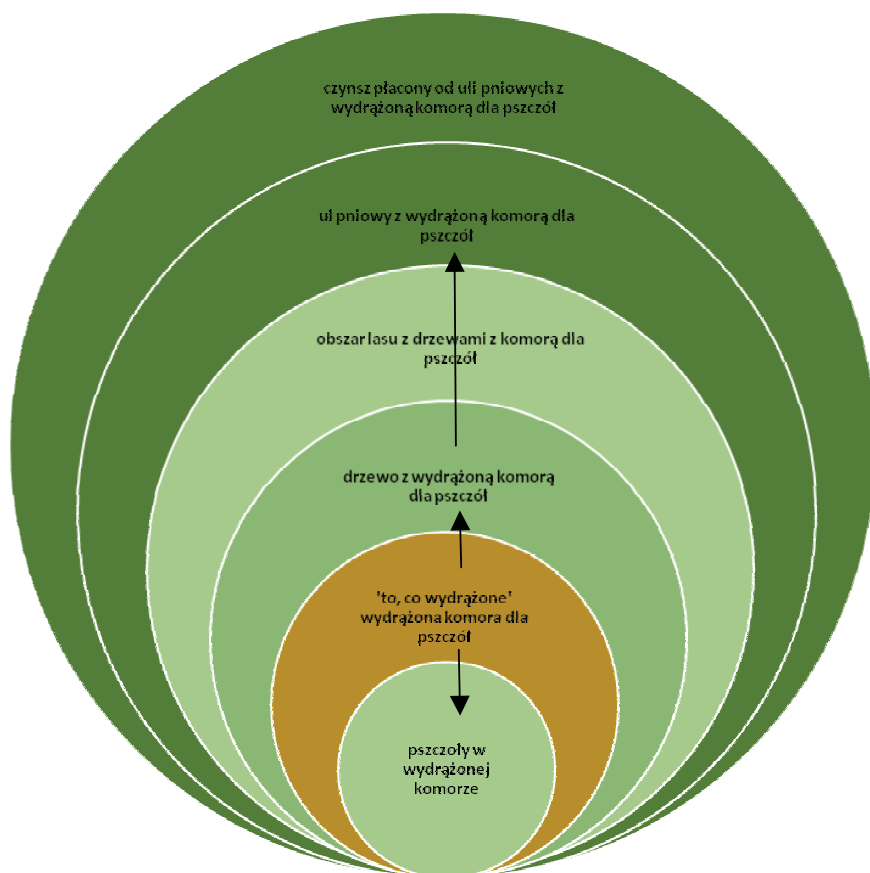 czynsz płacony od uli pniowych z
wydrążoną komorą dla pszczół
ul pniowy z wydrążoną komorą dla
pszczół
obszar lasu z drzewami z komorą dla
pszczół
drzewo z wydrążoną komorą
dla pszczół
'to, co wydrążone'
wydrążona komora dla
pszczół
pszczoły w
wydrążonej
komorze